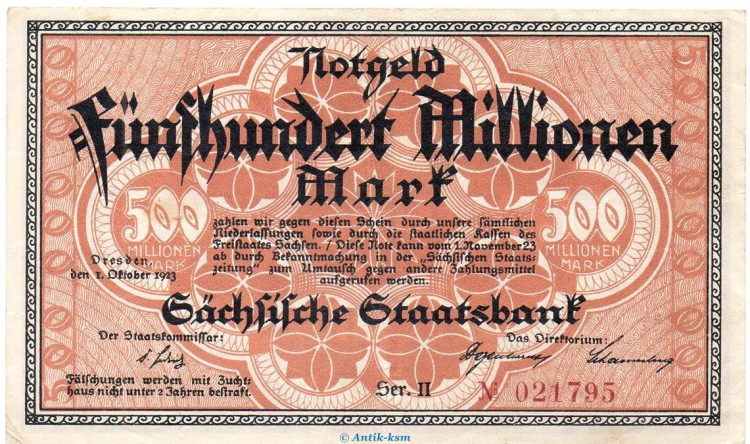 Notgeld
Fünfhundert Millionen
Mark
500
MILLIONEN
MARK
500
MILLIONEN
MARK
zahlen wir gegen diesen Schein durch unsere sämtlichen
Niederlassungen sowie durch die staatlichen Kassen des
Freistaates Sachsen. / Diese Note kann vom 1. November 23
ab durch Bekanntmachung in der "Sächsischen Staats-
zeitung" zum Umtausch gegen andere Zahlungsmittel
aufgerufen werden.
Dresden,
den 1. Oktober 1923
Sächsische Staatsbank
Der Staatskommissar:
Das Direktorium:
Fälschungen werden mit Zucht-
haus nicht unter 2 Jahren bestraft.
Ser. II
№ 021795
© Antik-ksm